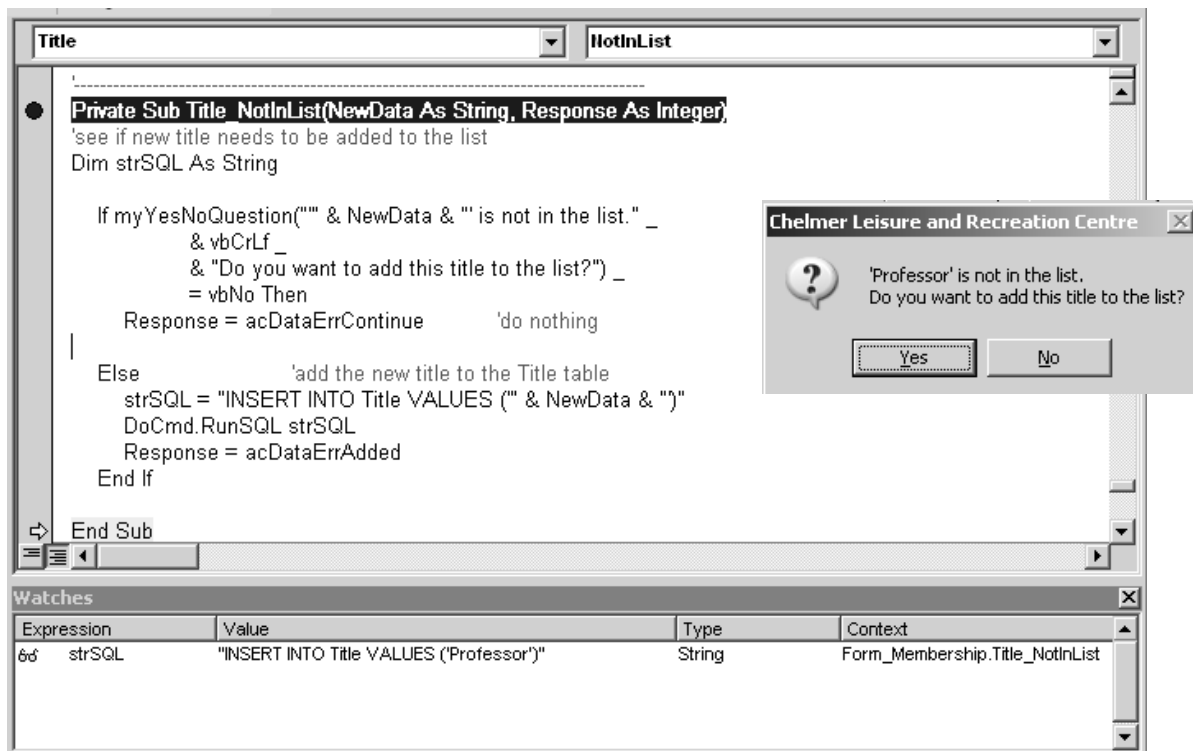 Title NotInList
'--------------------------------------------------------------------------------------
Private Sub Title_NotInList(NewData As String, Response As Integer)
'see if new title needs to be added to the list
Dim strSQL As String
If myYesNoQuestion("'" & NewData & "' is not in the list." _
& vbCrLf _
& "Do you want to add this title to the list?") _
= vbNo Then
Response = acDataErrContinue 'do nothing
Else 'add the new title to the Title table
strSQL = "INSERT INTO Title VALUES ('" & NewData & "')"
DoCmd.RunSQL strSQL
Response = acDataErrAdded
End If
End Sub
Chelmer Leisure and Recreation Centre
'Professor' is not in the list.
Do you want to add this title to the list?
Yes No
Watches
Expression Value Type Context
strSQL "INSERT INTO Title VALUES ('Professor')" String Form_Membership.Title_NotInList